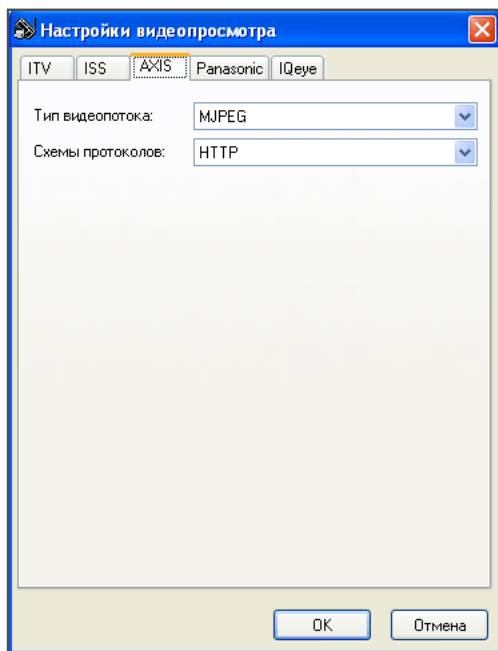 Настройки видеопросмотра
ITV ISS AXIS Panasonic IQeye
Тип видеопотока: MJPEG
Схемы протоколов: HTTP
OK Отмена